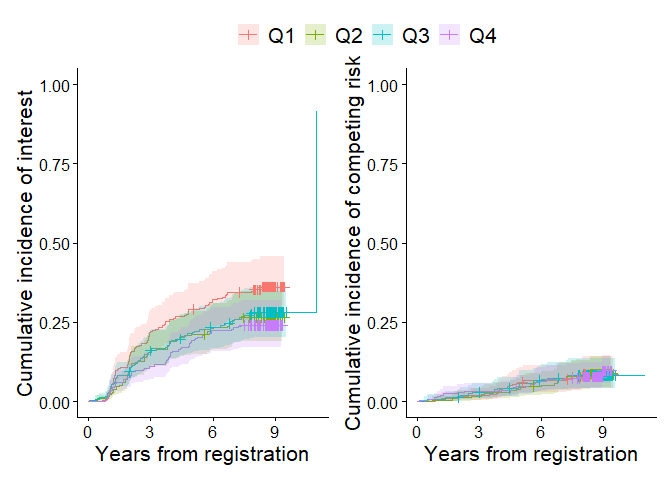 Q1 Q2 Q3 Q4
Cumulative incidence of interest
1.00
0.75
0.50
0.25
0.00
0 3 6 9
Years from registration
Cumulative incidence of competing risk
1.00
0.75
0.50
0.25
0.00
0 3 6 9
Years from registration